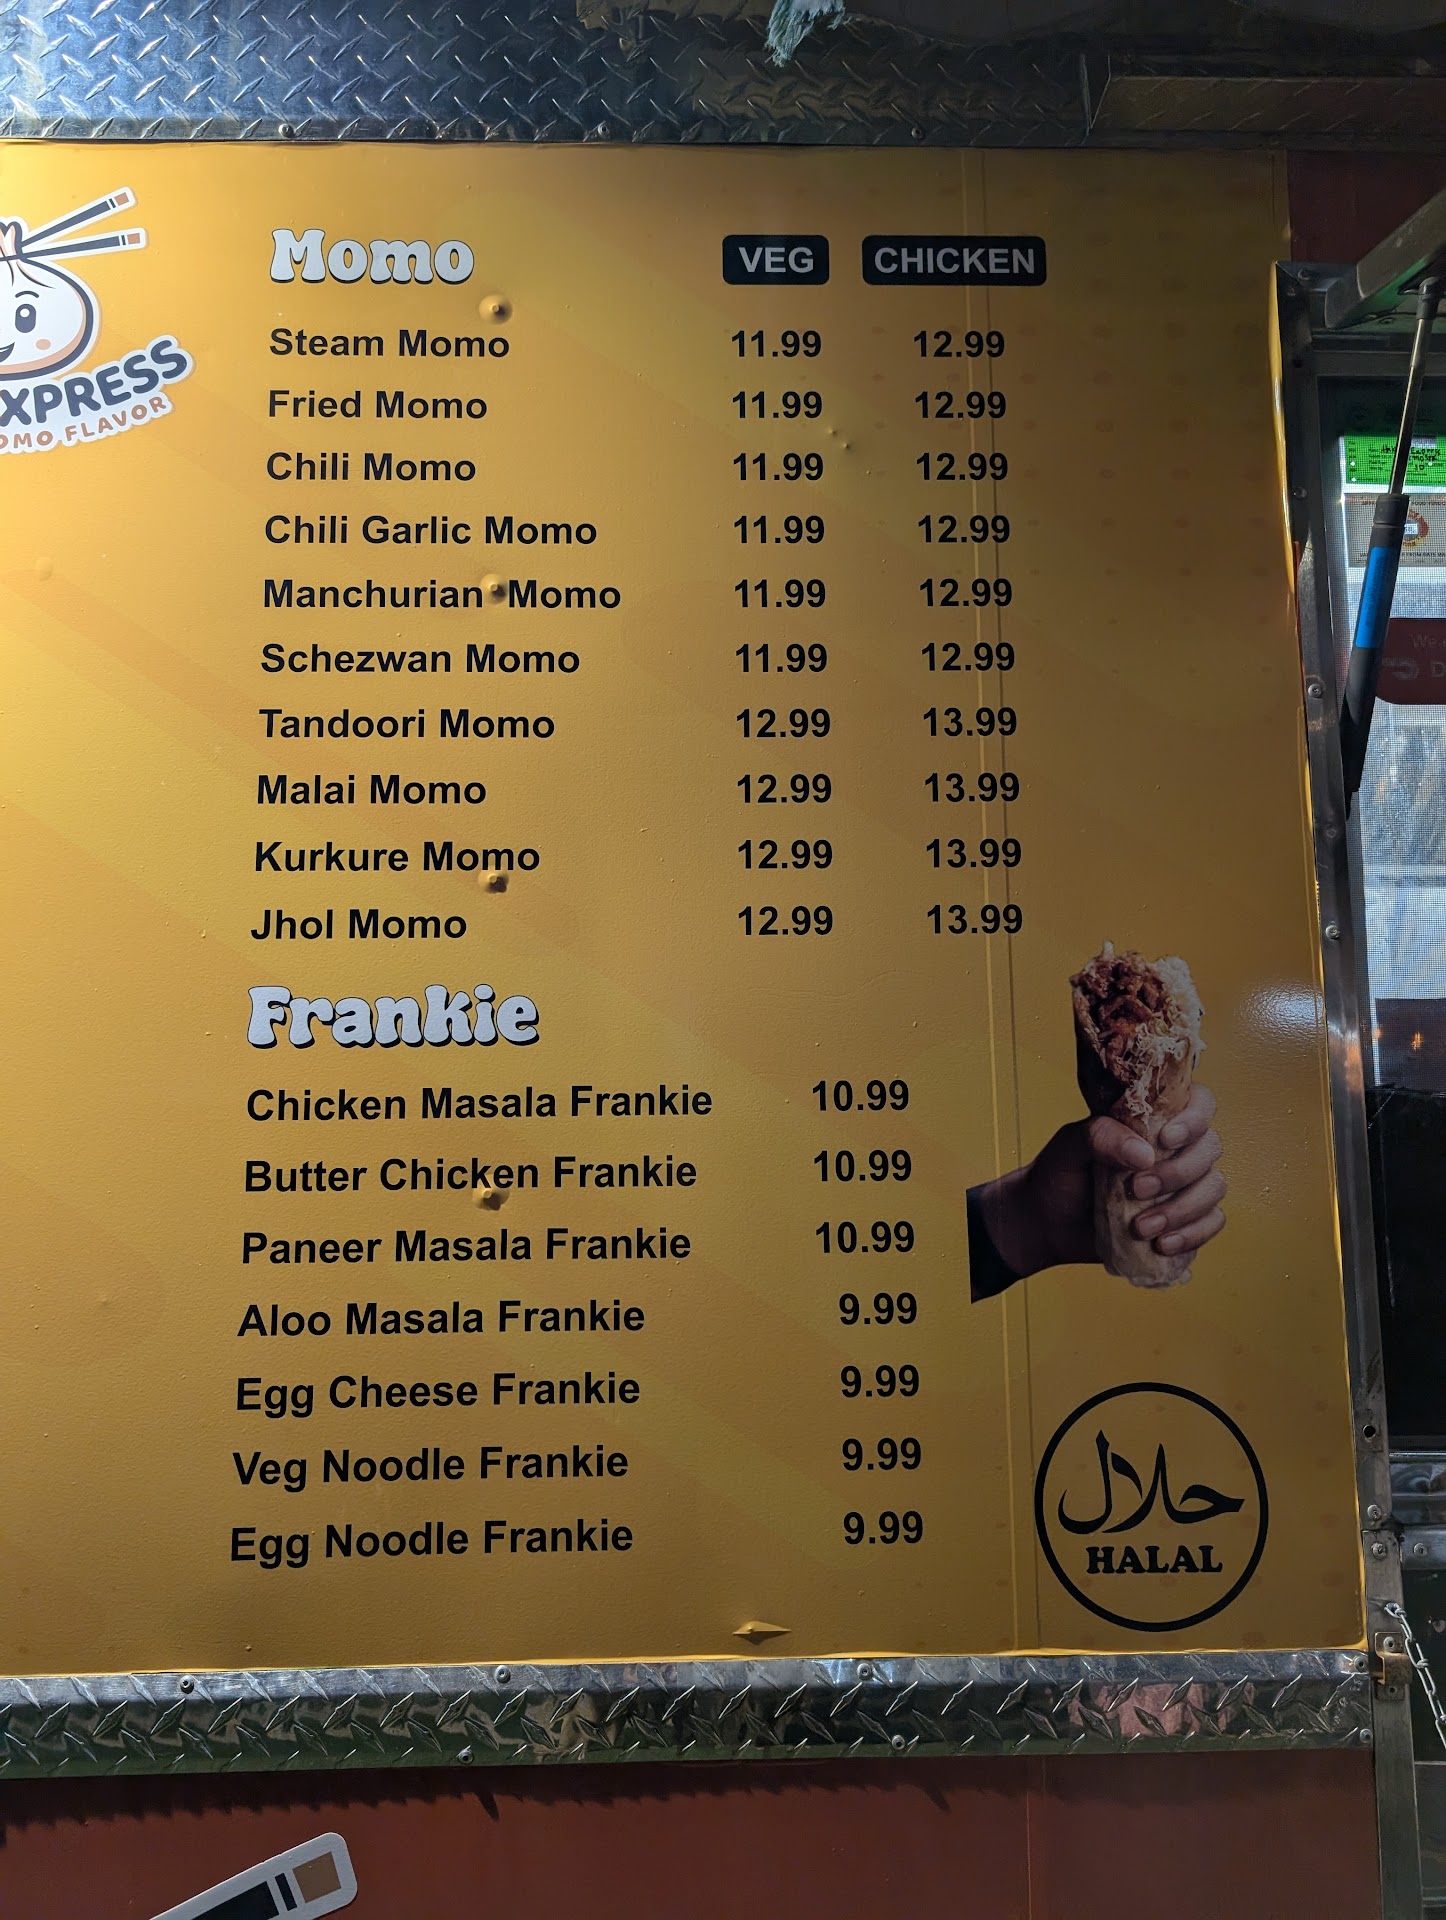 Momo VEG CHICKEN
Steam Momo 11.99 12.99
Fried Momo 11.99 12.99
Chili Momo 11.99 12.99
Chili Garlic Momo 11.99 12.99
Manchurian Momo 11.99 12.99
Schezwan Momo 11.99 12.99
Tandoori Momo 12.99 13.99
Malai Momo 12.99 13.99
Kurkure Momo 12.99 13.99
Jhol Momo 12.99 13.99
XPRESS
OMO FLAVOR
Frankie
Chicken Masala Frankie 10.99
Butter Chicken Frankie 10.99
Paneer Masala Frankie 10.99
Aloo Masala Frankie 9.99
Egg Cheese Frankie 9.99
Veg Noodle Frankie 9.99
Egg Noodle Frankie 9.99
حلال
HALAL